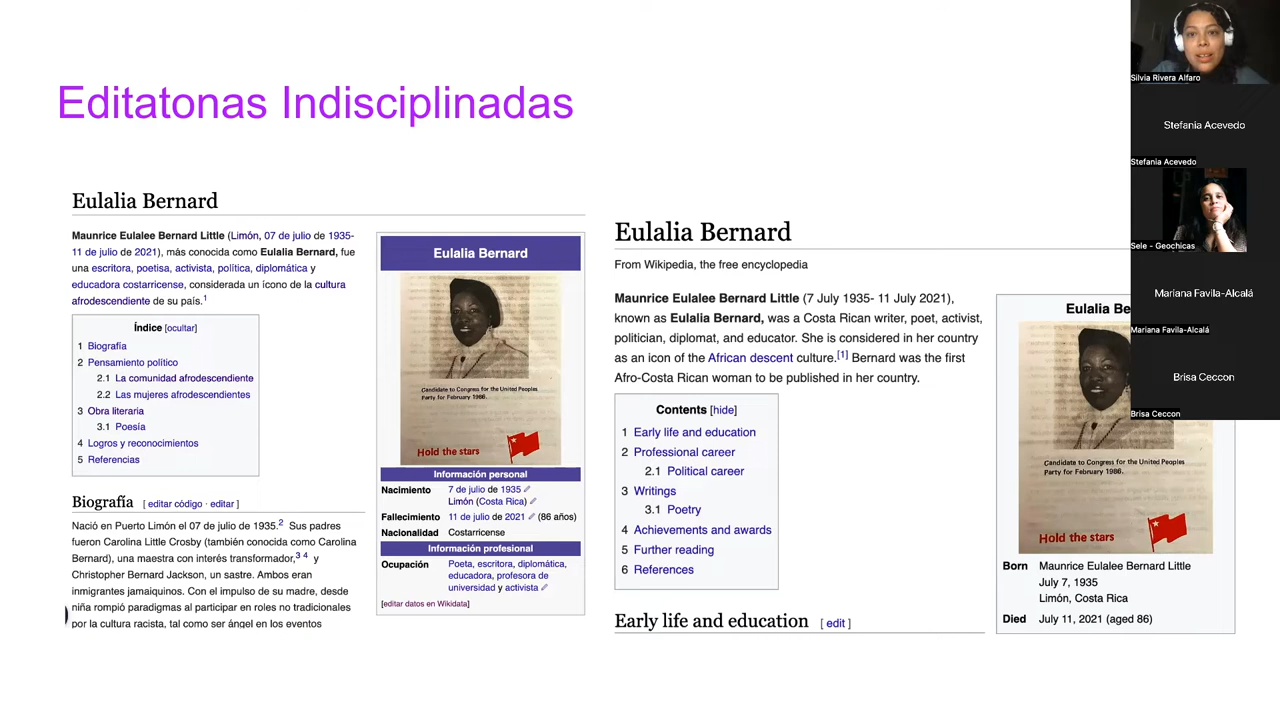 Editatonas Indisciplinadas
Eulalia Bernard
Maunrice Eulalee Bernard Little (Limón, 07 de julio de 1935-
11 de julio de 2021), más conocida como Eulalia Bernard, fue
una escritora, poetisa, activista, política, diplomática y
educadora costarricense, considerada un ícono de la cultura
afrodescendiente de su país.1
Índice [ocultar]
1 Biografía
2 Pensamiento político
2.1 La comunidad afrodescendiente
2.2 Las mujeres afrodescendientes
3 Obra literaria
3.1 Poesía
4 Logros y reconocimientos
5 Referencias
Biografía [ editar código · editar ]
Nació en Puerto Limón el 07 de julio de 1935.2 Sus padres
fueron Carolina Little Crosby (también conocida como Carolina
Bernard), una maestra con interés transformador,3 4 y
Christopher Bernard Jackson, un sastre. Ambos eran
inmigrantes jamaiquinos. Con el impulso de su madre, desde
niña rompió paradigmas al participar en roles no tradicionales
por la cultura racista, tal como ser ángel en los eventos
Eulalia Bernard
Candidate to Congress for the United Peoples
Party for February 1986.
Hold the stars
Información personal
Nacimiento 7 de julio de 1935
Limón (Costa Rica)
Fallecimiento 11 de julio de 2021 (86 años)
Nacionalidad Costarricense
Información profesional
Ocupación Poeta, escritora, diplomática,
educadora, profesora de
universidad y activista
[editar datos en Wikidata]
Eulalia Bernard
From Wikipedia, the free encyclopedia
Maunrice Eulalee Bernard Little (7 July 1935- 11 July 2021),
known as Eulalia Bernard, was a Costa Rican writer, poet, activist,
politician, diplomat, and educator. She is considered in her country
as an icon of the African descent culture.[1] Bernard was the first
Afro-Costa Rican woman to be published in her country.
Contents [hide]
1 Early life and education
2 Professional career
2.1 Political career
3 Writings
3.1 Poetry
4 Achievements and awards
5 Further reading
6 References
Early life and education [ edit ]
Eulalia Be
Candidate to Congress for the United Peoples
Party for February 1986.
Hold the stars
Born Maunrice Eulalee Bernard Little
July 7, 1935
Limón, Costa Rica
Died July 11, 2021 (aged 86)
Silvia Rivera Alfaro
Stefania Acevedo
Stefania Acevedo
Sele - Geochicas
Mariana Favila-Alcalá
Mariana Favila-Alcalá
Brisa Ceccon
Brisa Ceccon